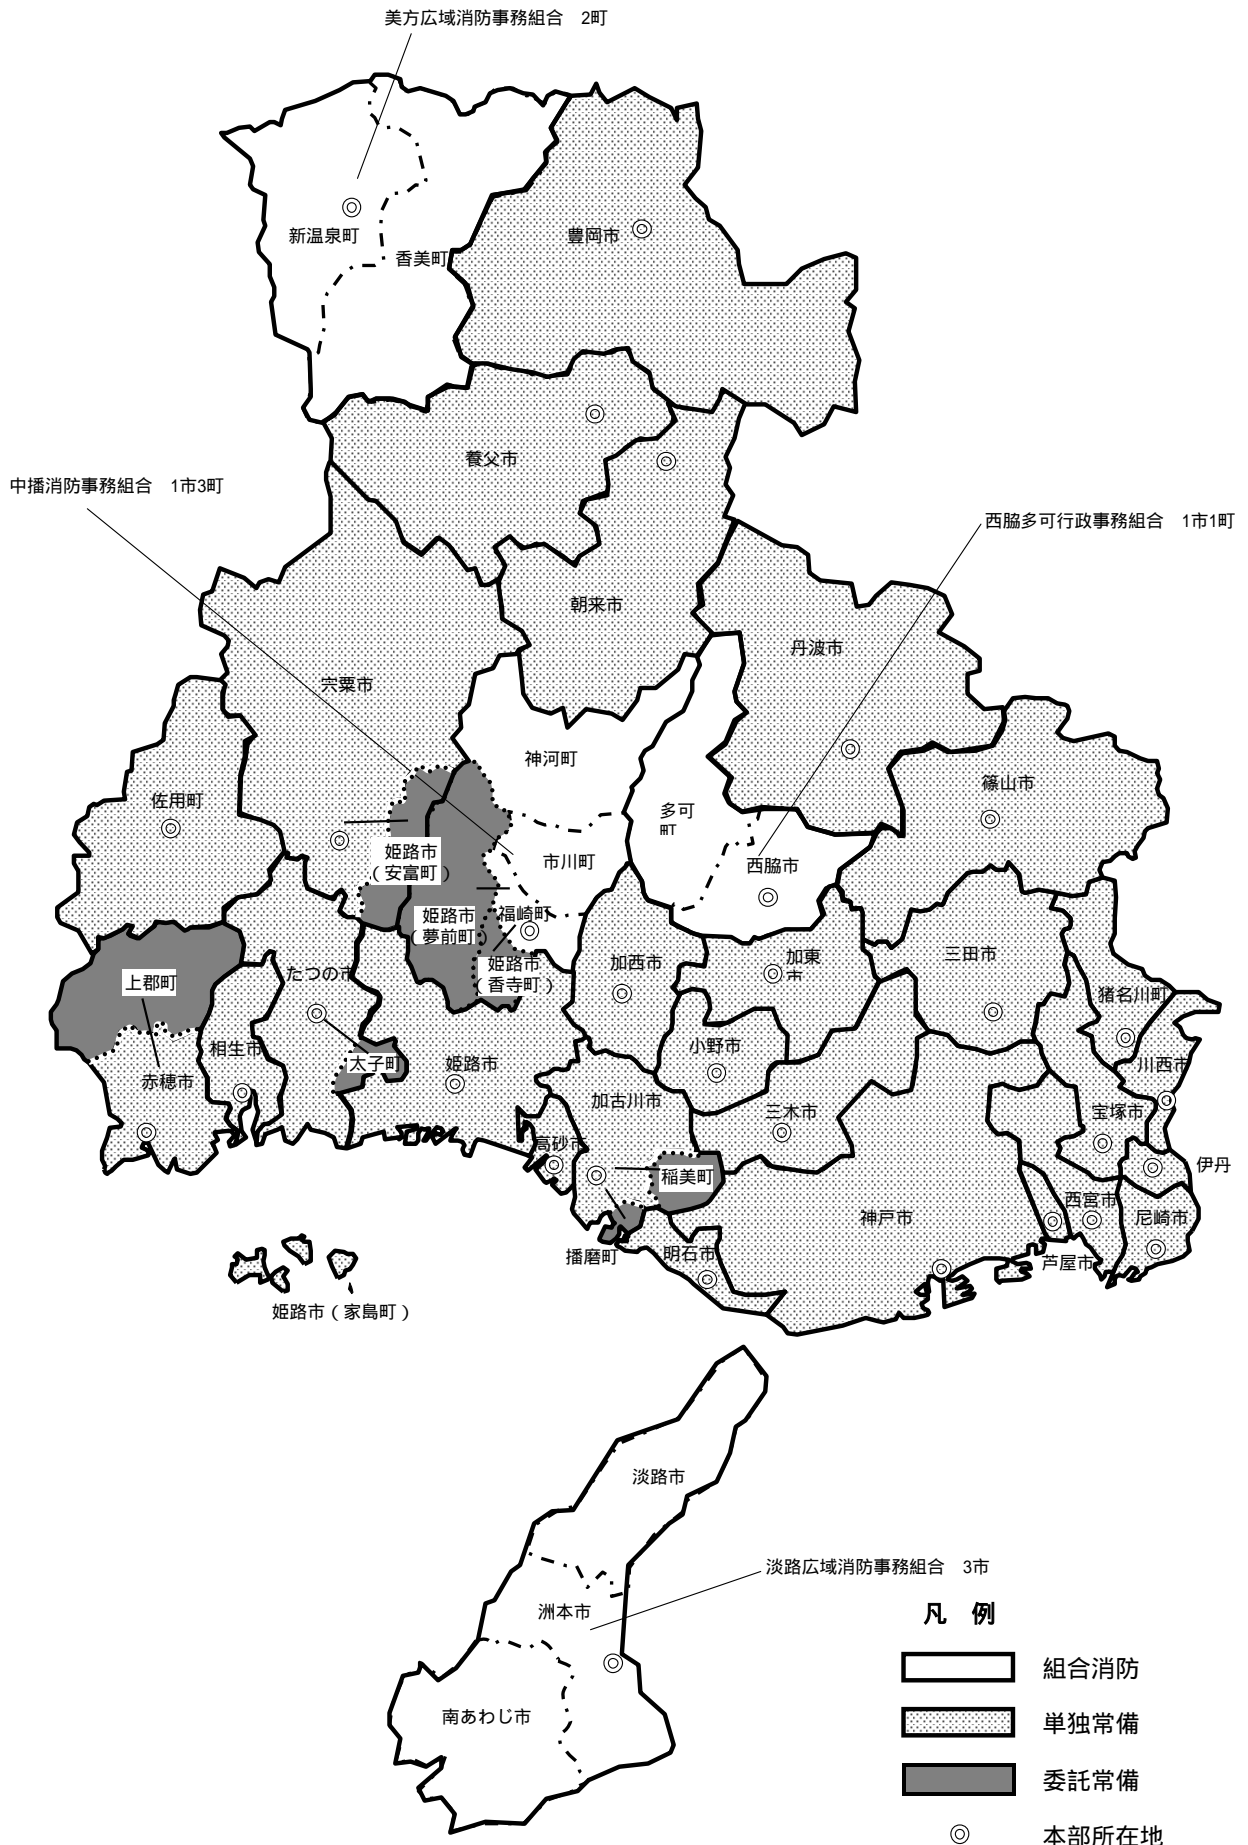 美方広域消防事務組合　2町
新温泉町
香美町
豊岡市
養父市
中播消防事務組合　1市3町
西脇多可行政事務組合　1市1町
朝来市
丹波市
宍粟市
神河町
篠山市
佐用町
多可
町
姫路市
（安富町）
市川町
西脇市
姫路市
（夢前町）
福崎町
姫路市
（香寺町）
加西市
加東
市
三田市
たつの市
上郡町
猪名川町
相生市
太子町
姫路市
小野市
川西市
赤穂市
加古川市
三木市
宝塚市
高砂市
稲美町
伊丹
西宮市
神戸市
尼崎市
播磨町
明石市
芦屋市
姫路市（家島町）
淡路市
淡路広域消防事務組合　3市
洲本市
南あわじ市
凡　例
組合消防
単独常備
委託常備
本部所在地